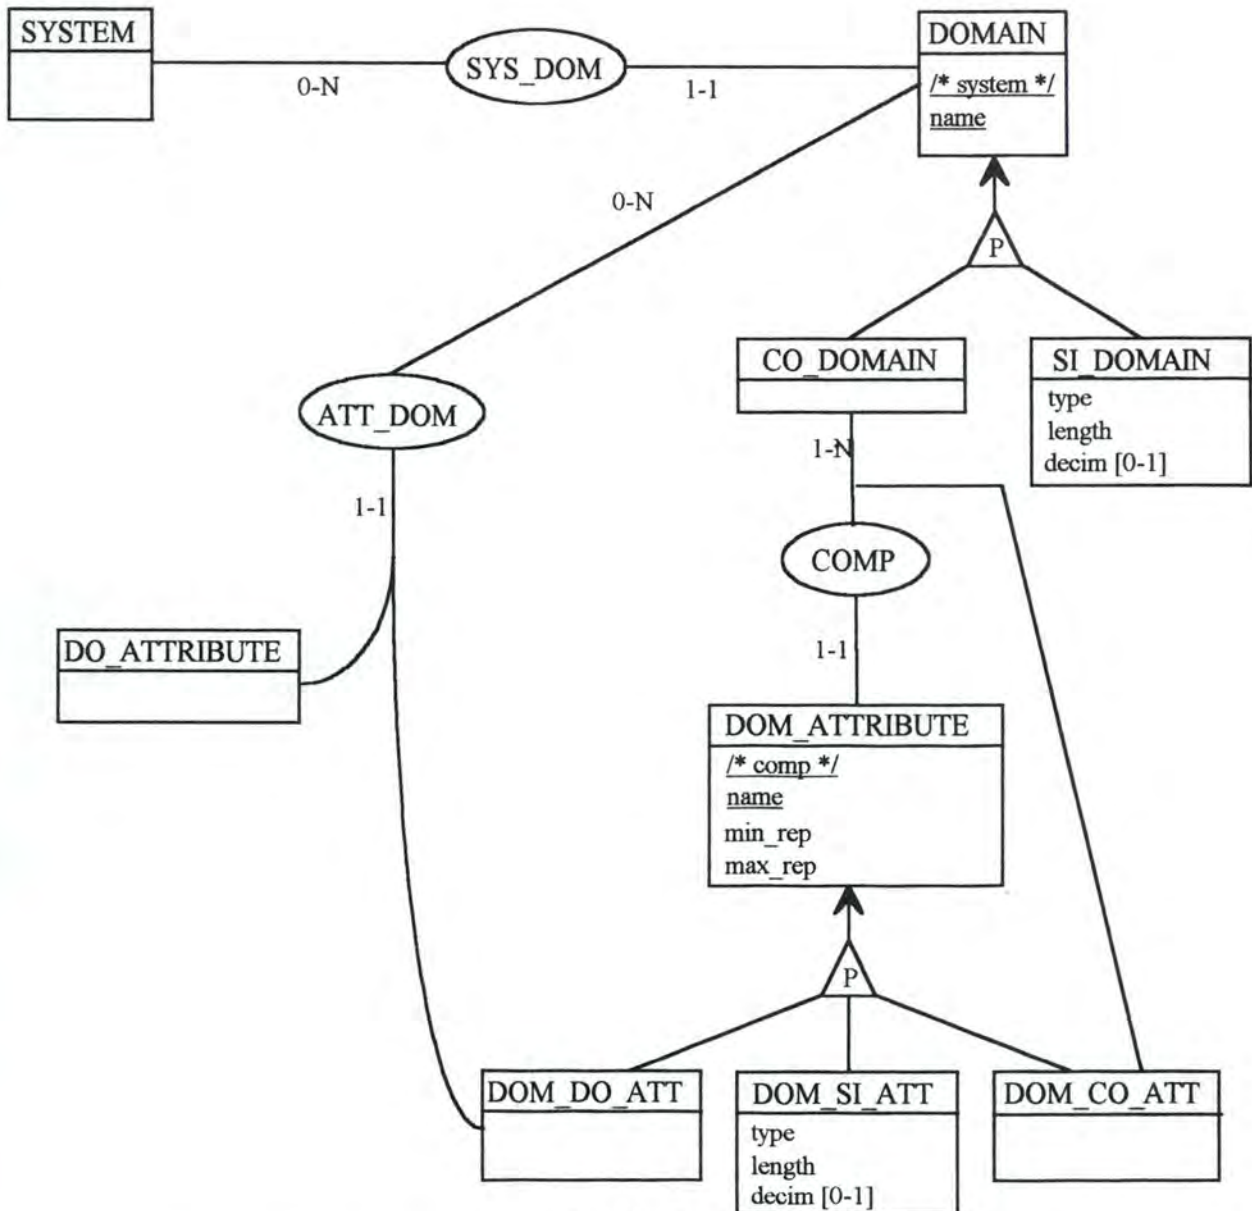 SYSTEM
DOMAIN
SYS_DOM
0-N
1-1
/* system */
name
0-N
P
CO_DOMAIN
SI_DOMAIN
type
length
decim [0-1]
ATT_DOM
1-N
1-1
COMP
DO_ATTRIBUTE
1-1
DOM_ATTRIBUTE
/* comp */
name
min_rep
max_rep
P
DOM_DO_ATT
DOM_SI_ATT
DOM_CO_ATT
type
length
decim [0-1]